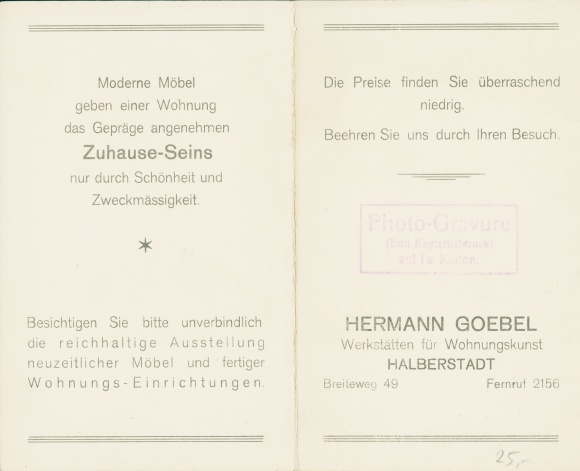 Moderne Möbel
geben einer Wohnung
das Gepräge angenehmen
Zuhause-Seins
nur durch Schönheit und
Zweckmässigkeit.
Besichtigen Sie bitte unverbindlich
die reichhaltige Ausstellung
neuzeitlicher Möbel und fertiger
Wohnungs-Einrichtungen.
Die Preise finden Sie überraschend
niedrig.
Beehren Sie uns durch Ihren Besuch.
Photo-Gravure
auf für Karton.
HERMANN GOEBEL
Werkstätten für Wohnungskunst
HALBERSTADT
Breiteweg 49 Fernruf 2156
25,-